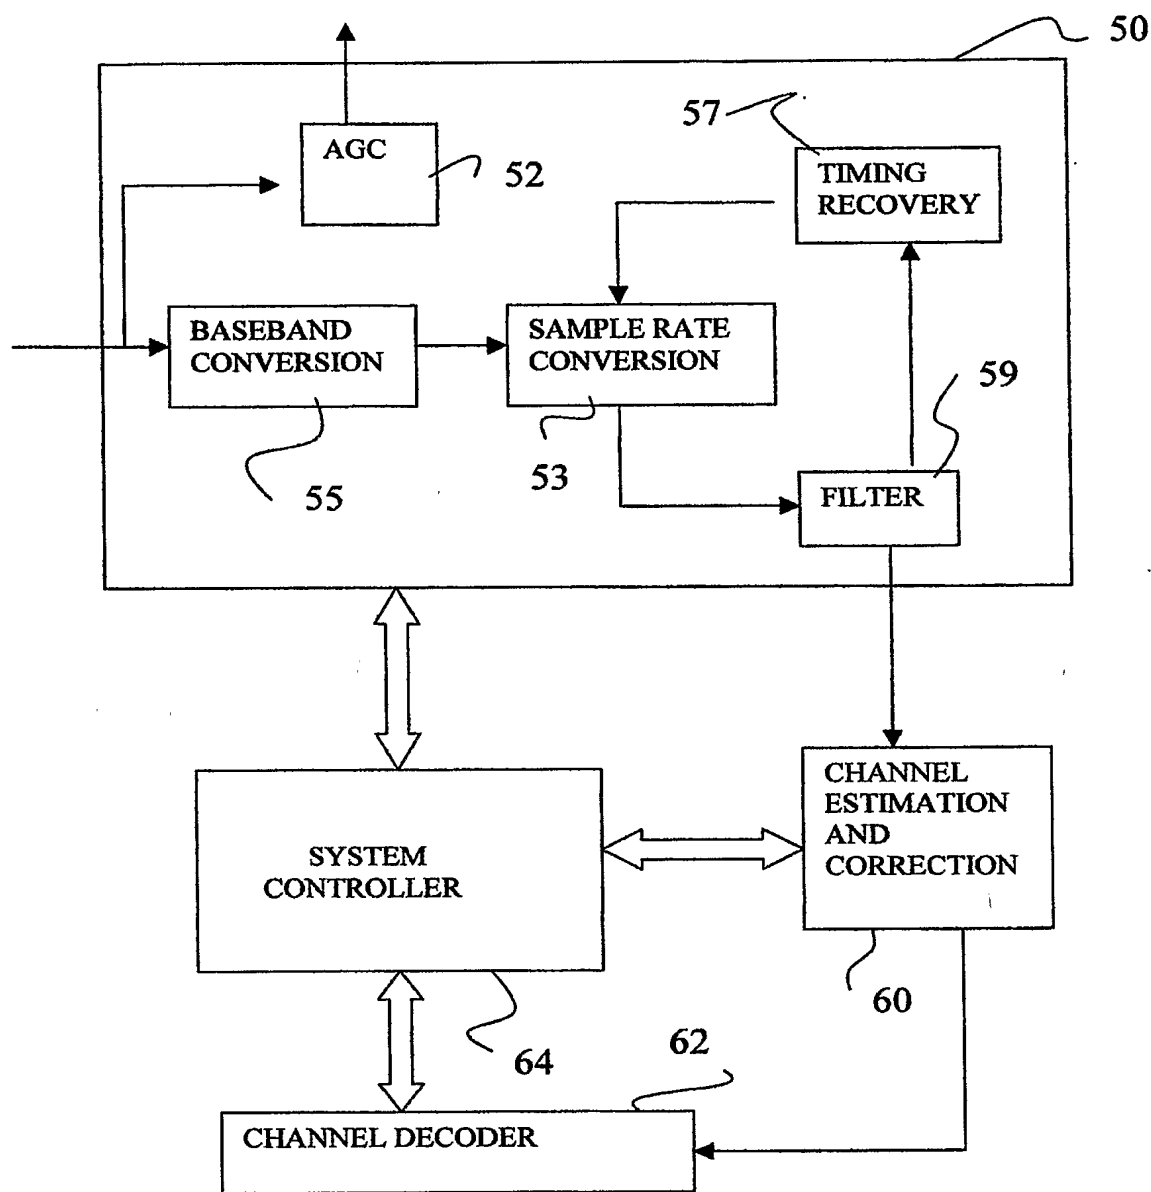 50
AGC
52
57
TIMING
RECOVERY
BASEBAND
CONVERSION
SAMPLE RATE
CONVERSION
55
53
59
FILTER
SYSTEM
CONTROLLER
64
CHANNEL
ESTIMATION
AND
CORRECTION
60
62
CHANNEL DECODER